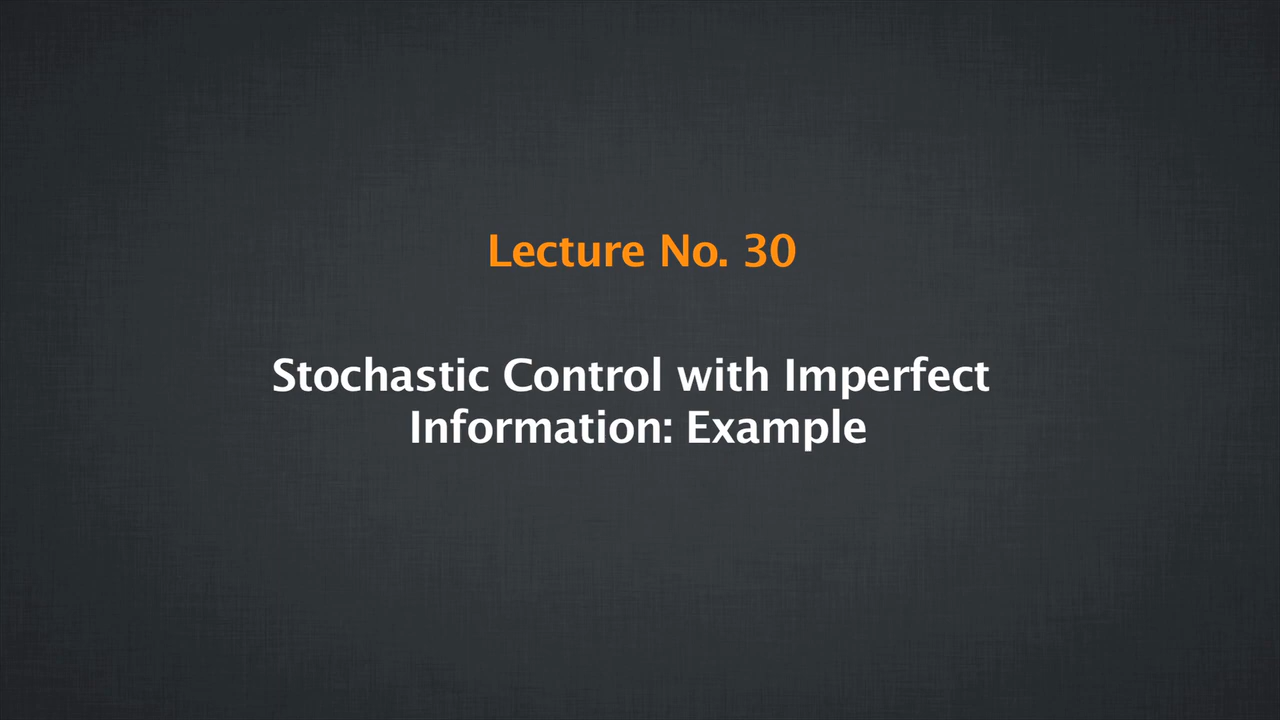 Lecture No. 30
Stochastic Control with Imperfect
Information: Example